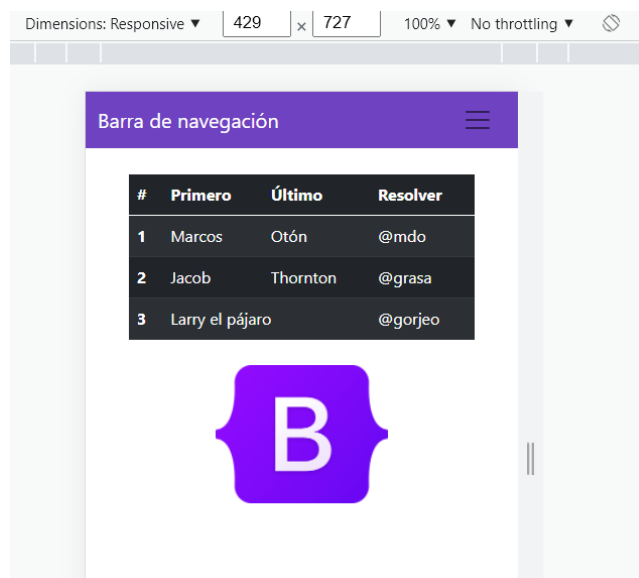 Dimensions: Responsive ▼ 429 × 727 100% ▼ No throttling ▼
Barra de navegación
# Primero Último Resolver
1 Marcos Otón @mdo
2 Jacob Thornton @grasa
3 Larry el pájaro @gorjeo
B